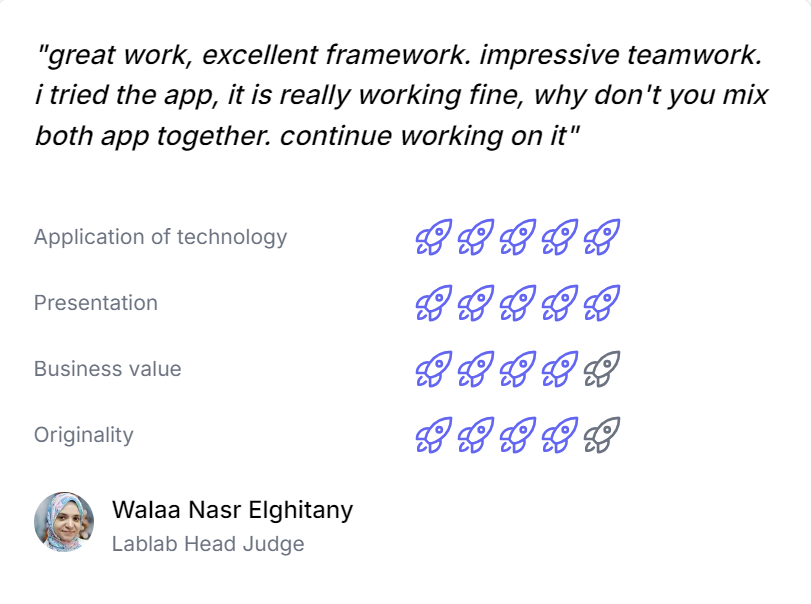 "great work, excellent framework. impressive teamwork.
i tried the app, it is really working fine, why don't you mix
both app together. continue working on it"
Application of technology
Presentation
Business value
Originality
Walaa Nasr Elghitany
Lablab Head Judge